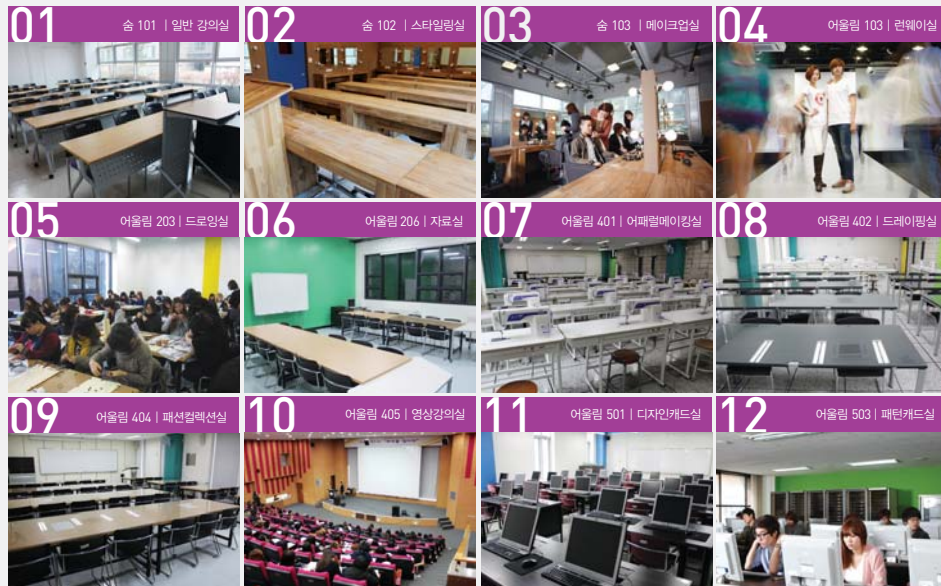 01 숨 101 | 일반 강의실
02 숨 102 | 스타일링실
03 숨 103 | 메이크업실
04 어울림 103 | 런웨이실
05 어울림 203 | 드로잉실
06 어울림 206 | 자료실
07 어울림 401 | 어패럴메이킹실
08 어울림 402 | 드레이핑실
09 어울림 404 | 패션컬렉션실
10 어울림 405 | 영상강의실
11 어울림 501 | 디자인캐드실
12 어울림 503 | 패턴캐드실